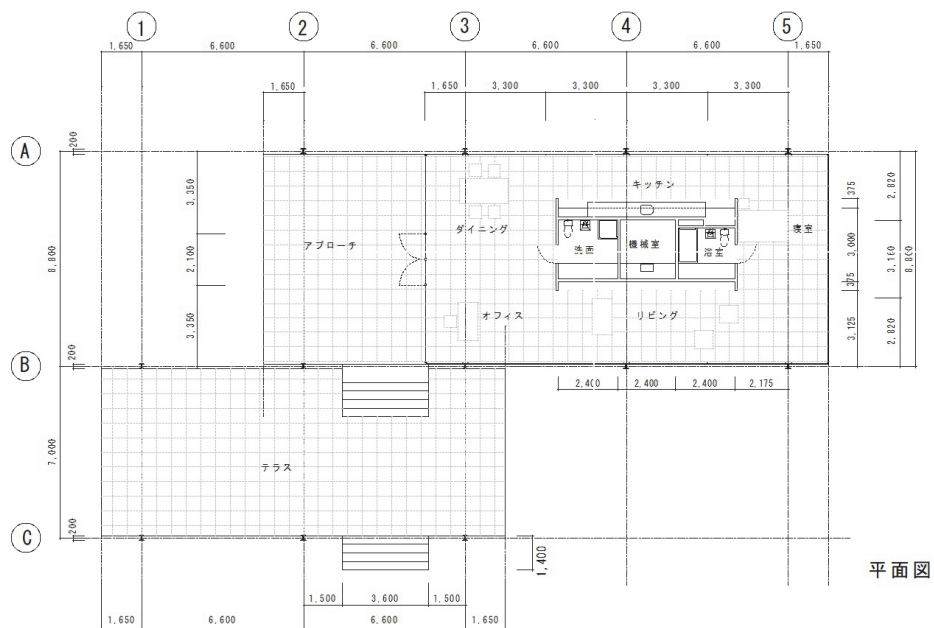 1 2 3 4 5
1,650 6,600 6,600 6,600 6,600 1,650
1,650 1,650 3,300 3,300 3,300 3,300
A
200
キッチン
375
2,820
3,350
ダイニング
寝室
アプローチ
洗面
機械室
浴室
8,800
2,100
3,000
3,160
8,800
375
オフィス
リビング
3,350
3,125
2,820
B
200
2,400 2,400 2,400 2,175
7,000
テラス
C
200
1,400
平面図
1,500 3,600 1,500
1,650 6,600 6,600 1,650